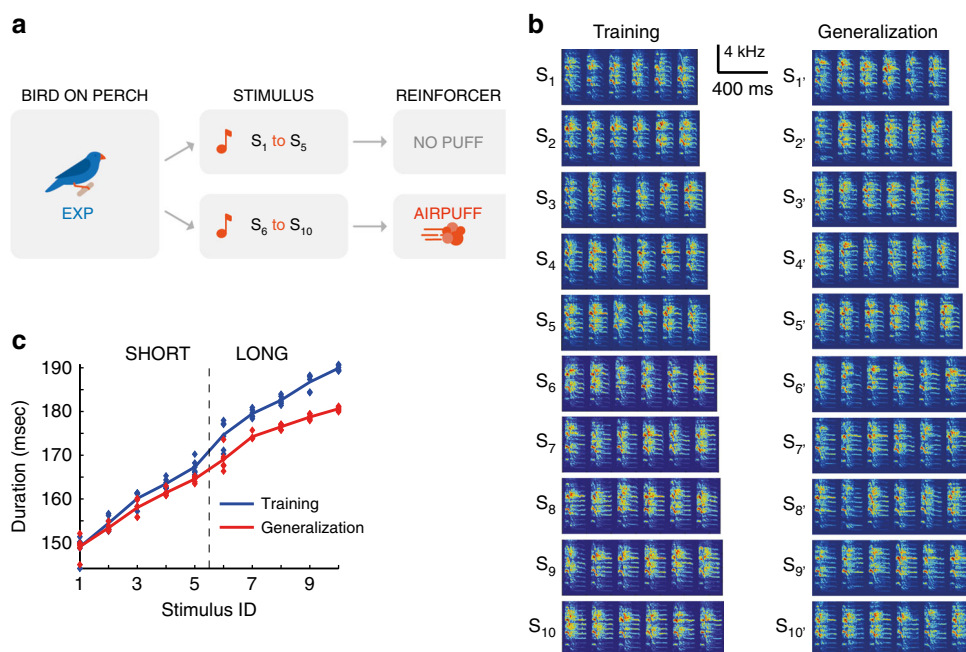 a
BIRD ON PERCH
STIMULUS
REINFORCER
EXP
S1 to S5
NO PUFF
S6 to S10
AIRPUFF
b
Training
Generalization
4 kHz
400 ms
S1
S2
S3
S4
S5
S6
S7
S8
S9
S10
S1'
S2'
S3'
S4'
S5'
S6'
S7'
S8'
S9'
S10'
c
SHORT
LONG
Duration (msec)
190
180
170
160
150
Training
Generalization
1 3 5 7 9
Stimulus ID